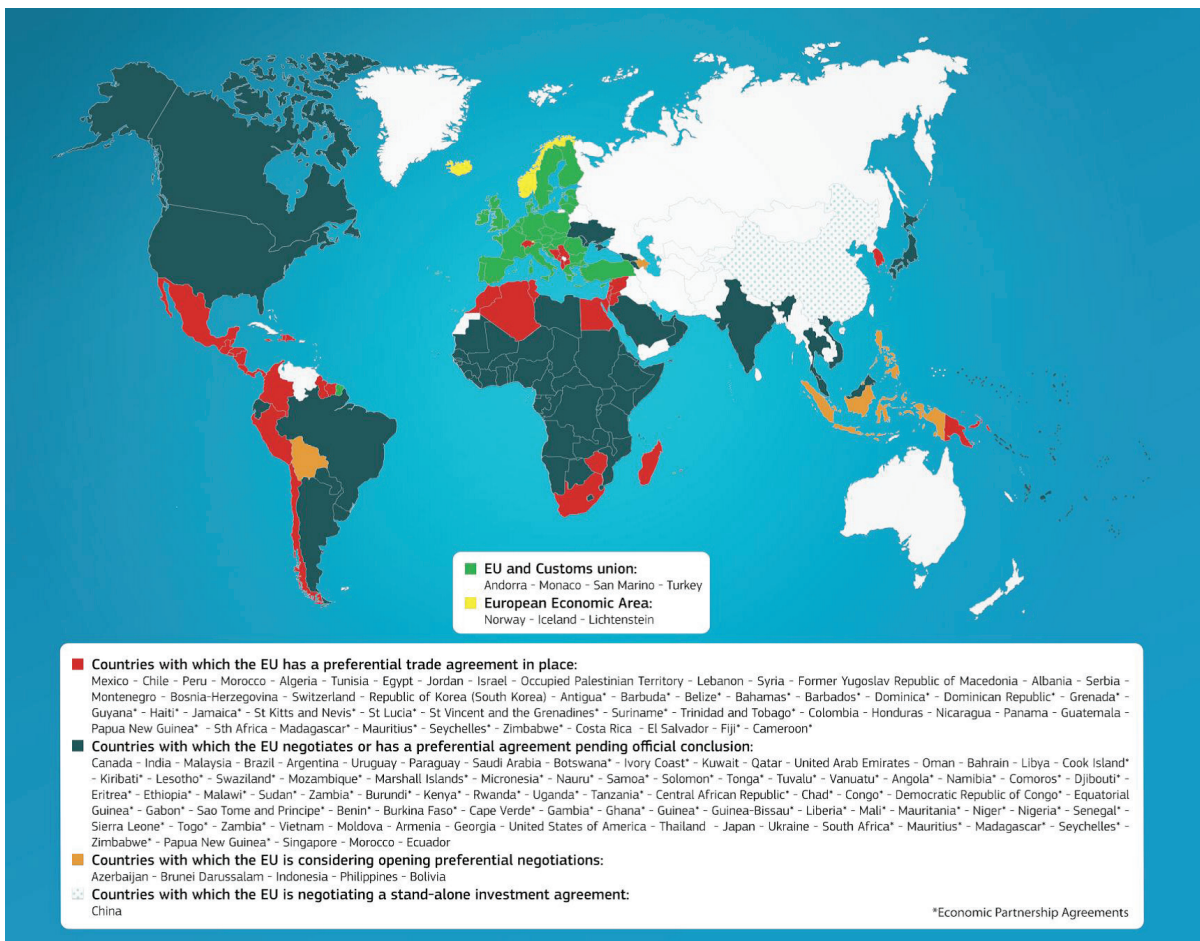 EU and Customs union:
Andorra - Monaco - San Marino - Turkey
European Economic Area:
Norway - Iceland - Lichtenstein
Countries with which the EU has a preferential trade agreement in place:
Mexico - Chile - Peru - Morocco - Algeria - Tunisia - Egypt - Jordan - Israel - Occupied Palestinian Territory - Lebanon - Syria - Former Yugoslav Republic of Macedonia - Albania - Serbia -
Montenegro - Bosnia-Herzegovina - Switzerland - Republic of Korea (South Korea) - Antigua* - Barbuda* - Belize* - Bahamas* - Barbados* - Dominica* - Dominican Republic* - Grenada* -
Guyana* - Haiti* - Jamaica* - St Kitts and Nevis* - St Lucia* - St Vincent and the Grenadines* - Suriname* - Trinidad and Tobago* - Colombia - Honduras - Nicaragua - Panama - Guatemala -
Papua New Guinea* - Sth Africa - Madagascar* - Mauritius* - Seychelles* - Zimbabwe* - Costa Rica - El Salvador - Fiji* - Cameroon*
Countries with which the EU negotiates or has a preferential agreement pending official conclusion:
Canada - India - Malaysia - Brazil - Argentina - Uruguay - Paraguay - Saudi Arabia - Botswana* - Ivory Coast* - Kuwait - Qatar - United Arab Emirates - Oman - Bahrain - Libya - Cook Island*
- Kiribati* - Lesotho* - Swaziland* - Mozambique* - Marshall Islands* - Micronesia* - Nauru* - Samoa* - Solomon* - Tonga* - Tuvalu* - Vanuatu* - Angola* - Namibia* - Comoros* - Djibouti* -
Eritrea* - Ethiopia* - Malawi* - Sudan* - Zambia* - Burundi* - Kenya* - Rwanda* - Uganda* - Tanzania* - Central African Republic* - Chad* - Congo* - Democratic Republic of Congo* - Equatorial
Guinea* - Gabon* - Sao Tome and Principe* - Benin* - Burkina Faso* - Cape Verde* - Gambia* - Ghana* - Guinea* - Guinea-Bissau* - Liberia* - Mali* - Mauritania* - Niger* - Nigeria* - Senegal* -
Sierra Leone* - Togo* - Zambia* - Vietnam - Moldova - Armenia - Georgia - United States of America - Thailand - Japan - Ukraine - South Africa* - Mauritius* - Madagascar* - Seychelles* -
Zimbabwe* - Papua New Guinea* - Singapore - Morocco - Ecuador
Countries with which the EU is considering opening preferential negotiations:
Azerbaijan - Brunei Darussalam - Indonesia - Philippines - Bolivia
Countries with which the EU is negotiating a stand-alone investment agreement:
China
*Economic Partnership Agreements